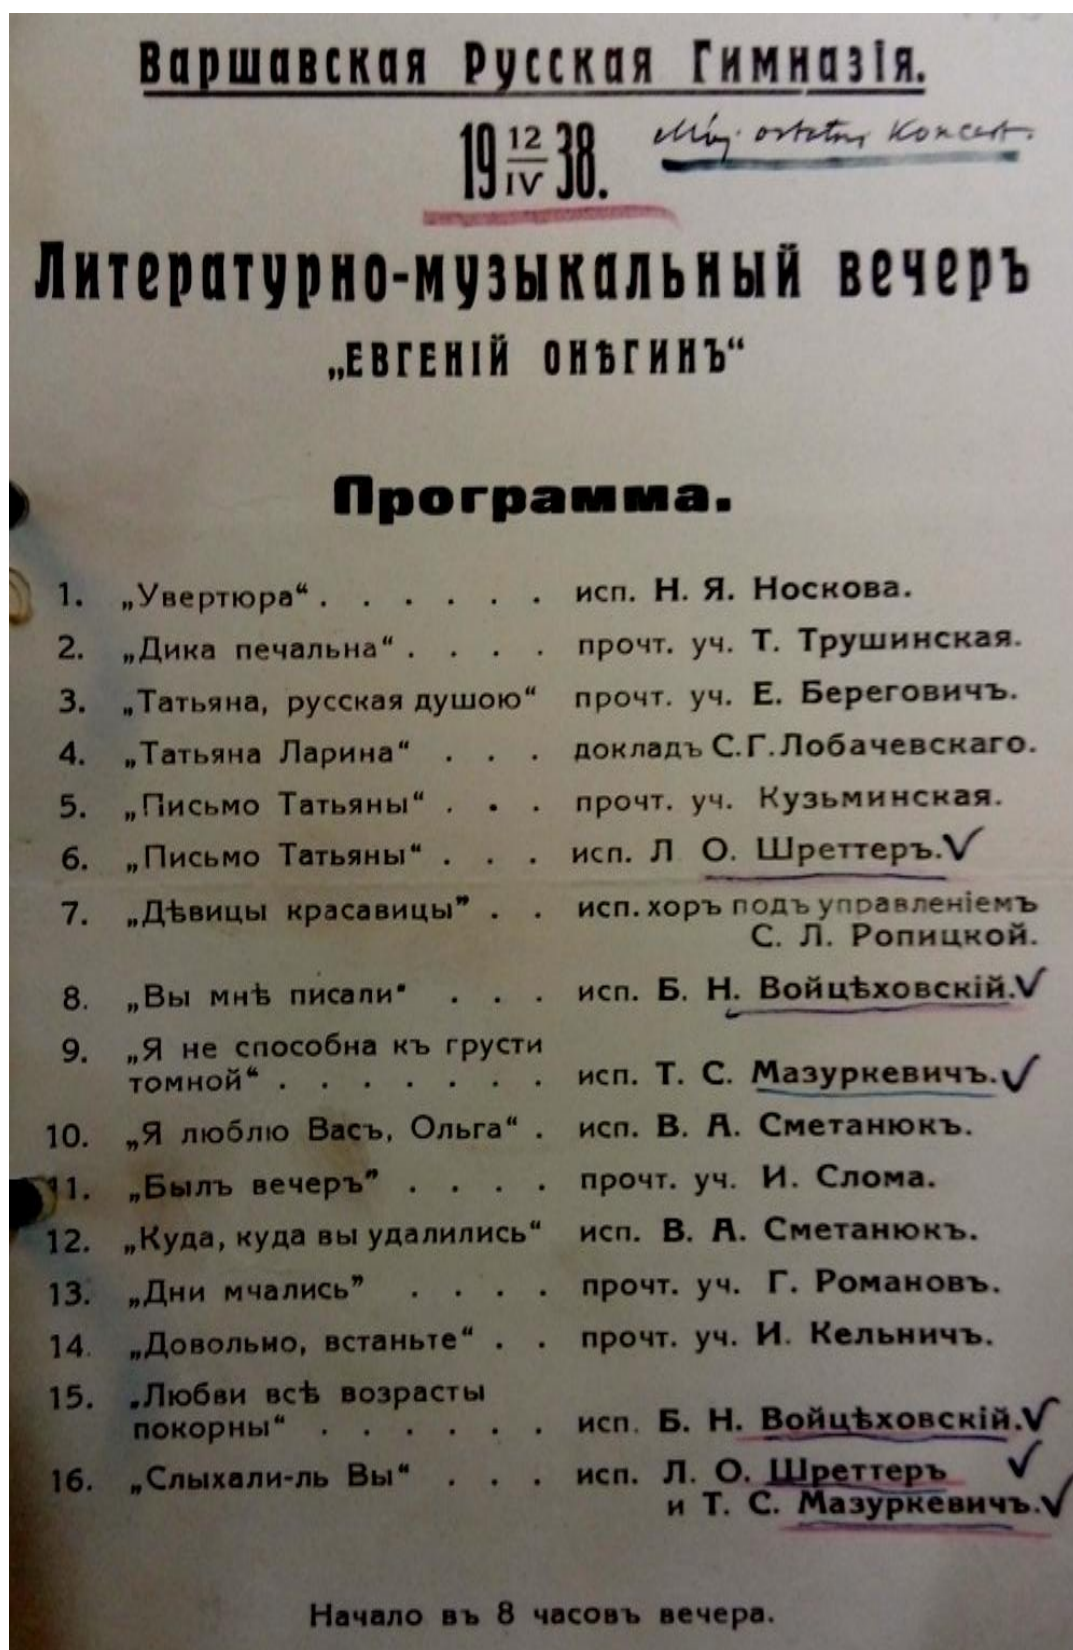 Варшавская Русская Гимназія.
19 12/IV 38. Mój ostatni Koncert.
Литературно-музыкальный вечеръ
„ЕВГЕНІЙ ОНѢГИНЪ“
Программа.
1. „Увертюра“ . . . . . . исп. Н. Я. Носкова.
2. „Дика печальна“ . . . . прочт. уч. Т. Трушинская.
3. „Татьяна, русская душою“ прочт. уч. Е. Береговичъ.
4. „Татьяна Ларина“ . . . докладъ С. Г. Лобачевскаго.
5. „Письмо Татьяны“ . . . прочт. уч. Кузьминская.
6. „Письмо Татьяны“ . . . исп. Л О. Шреттеръ. ✓
7. „Дѣвицы красавицы” . . исп. хоръ подъ управленіемъ
С. Л. Ропицкой.
8. „Вы мнѣ писали“ . . . исп. Б. Н. Войцѣховскій. ✓
9. „Я не способна къ грусти
томной“ . . . . . . . исп. Т. С. Мазуркевичъ. ✓
10. „Я люблю Васъ, Ольга“ . исп. В. А. Сметанюкъ.
11. „Былъ вечеръ” . . . . прочт. уч. И. Слома.
12. „Куда, куда вы удалились“ исп. В. А. Сметанюкъ.
13. „Дни мчались” . . . . прочт. уч. Г. Романовъ.
14. „Довольно, встаньте“ . . прочт. уч. И. Кельничъ.
15. „Любви всѣ возрасты
покорны“ . . . . . . исп. Б. Н. Войцѣховскій. ✓
16. „Слыхали-ль Вы“ . . . исп. Л. О. Шреттеръ ✓
и Т. С. Мазуркевичъ. ✓
Начало въ 8 часовъ вечера.